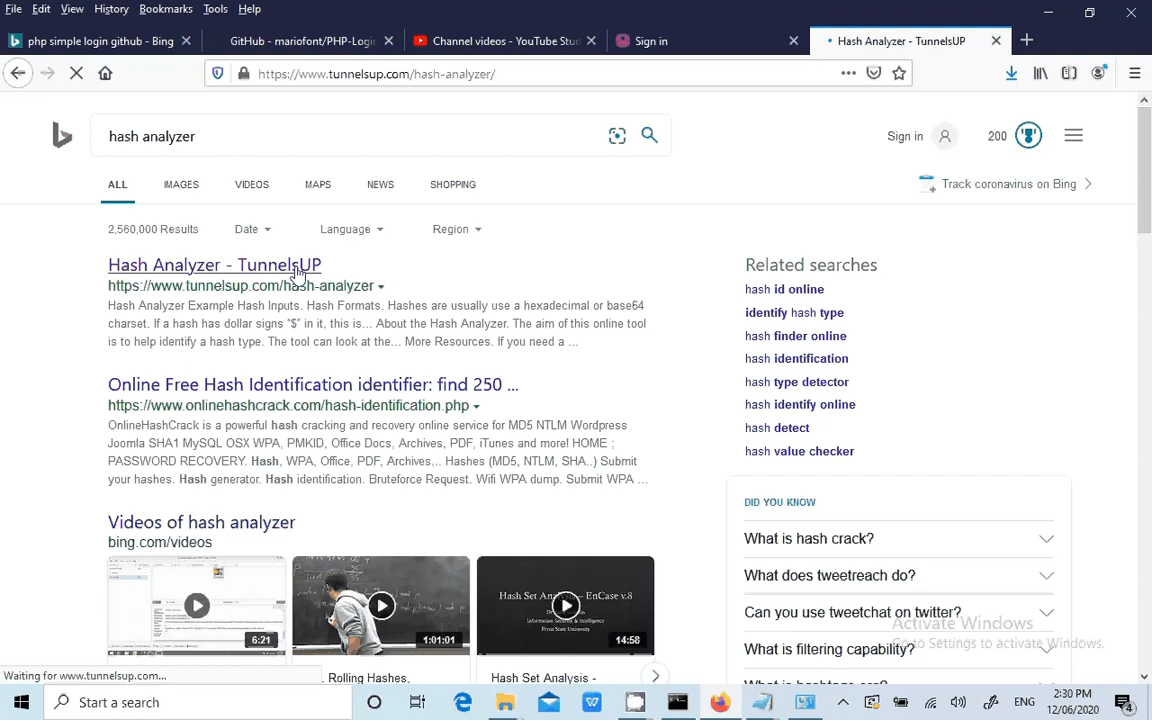 File Edit View History Bookmarks Tools Help
php simple login github - Bing
GitHub - mariofont/PHP-Logi
Channel videos - YouTube Stu
Sign in
Hash Analyzer - TunnelsUP
https://www.tunnelsup.com/hash-analyzer/
hash analyzer
Sign in 200
ALL IMAGES VIDEOS MAPS NEWS SHOPPING
Track coronavirus on Bing
2,560,000 Results Date Language Region
Hash Analyzer - TunnelsUP
https://www.tunnelsup.com/hash-analyzer
Hash Analyzer Example Hash Inputs. Hash Formats. Hashes are usually use a hexadecimal or base64
charset. If a hash has dollar signs "$" in it, this is... About the Hash Analyzer. The aim of this online tool
is to help identify a hash type. The tool can look at the... More Resources. If you need a ...
Online Free Hash Identification identifier: find 250 ...
https://www.onlinehashcrack.com/hash-identification.php
OnlineHashCrack is a powerful hash cracking and recovery online service for MD5 NTLM Wordpress
Joomla SHA1 MySQL OSX WPA, PMKID, Office Docs, Archives, PDF, iTunes and more! HOME ;
PASSWORD RECOVERY. Hash, WPA, Office, PDF, Archives,.. Hashes (MD5, NTLM, SHA..) Submit
your hashes. Hash generator. Hash identification. Bruteforce Request. Wifi WPA dump. Submit WPA ...
Videos of hash analyzer
bing.com/videos
6:21
1:01:01
Hash Set Analysis – EnCase v.8
14:58
Rolling Hashes,
Hash Set Analysis -
Related searches
hash id online
identify hash type
hash finder online
hash identification
hash type detector
hash identify online
hash detect
hash value checker
DID YOU KNOW
What is hash crack?
What does tweetreach do?
Can you use tweetchat on twitter?
What is filtering capability?
Activate Windows
Go to Settings to activate Windows.
Waiting for www.tunnelsup.com...
Start a search
ENG
2:30 PM
12/06/2020
4